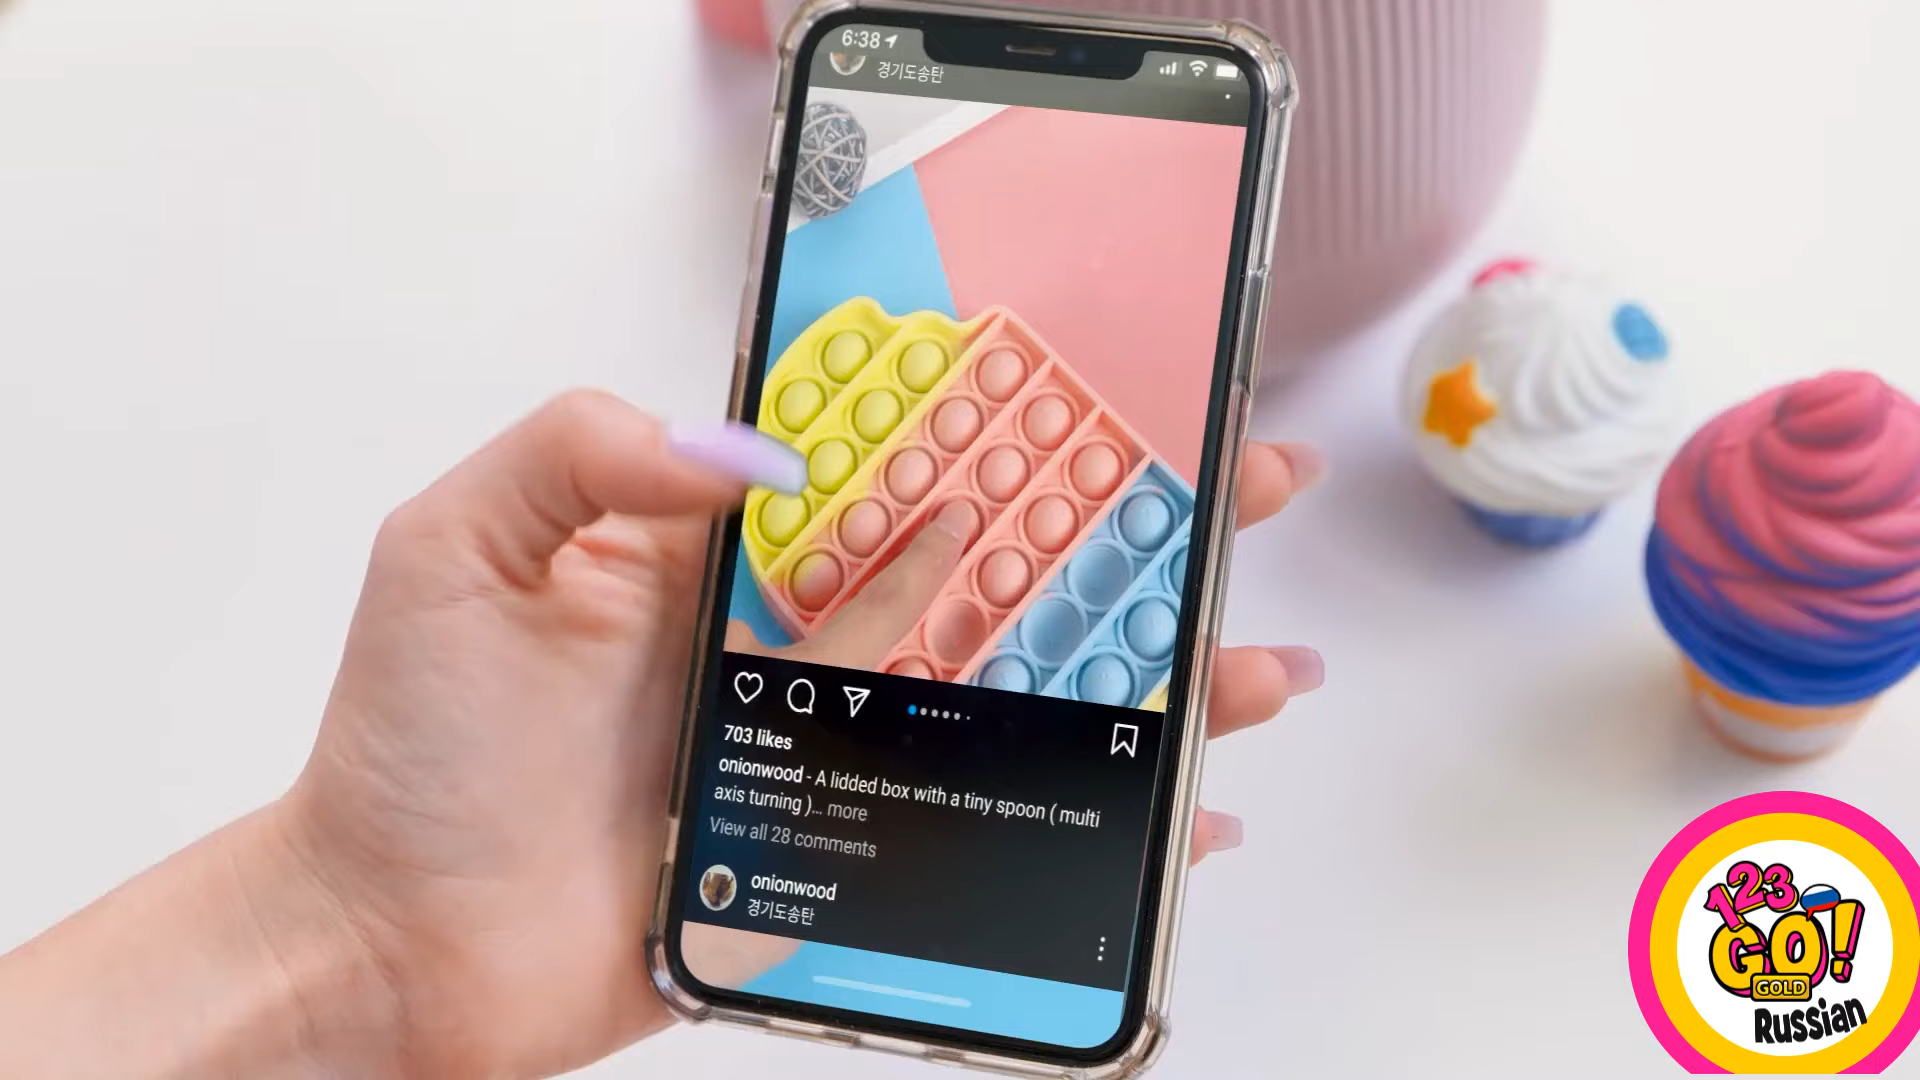 6:38
경기도송탄
703 likes
onionwood - A lidded box with a tiny spoon ( multi
axis turning )... more
View all 28 comments
onionwood
경기도송탄
123
GO!
GOLD
Russian